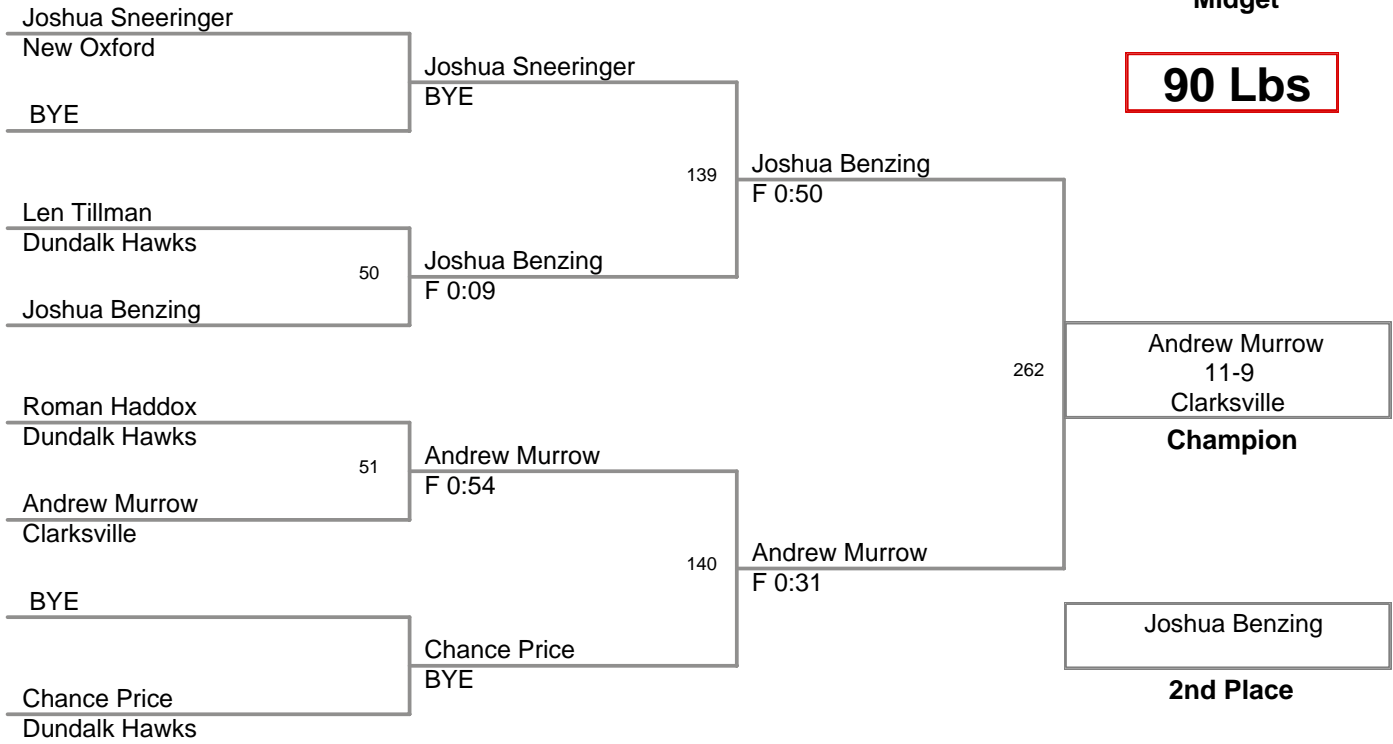 Midget
90 Lbs
Joshua Sneeringer
New Oxford
BYE
Len Tillman
Dundalk Hawks
50
Joshua Benzing
Roman Haddox
Dundalk Hawks
51
Andrew Murrow
Clarksville
BYE
Chance Price
Dundalk Hawks
Joshua Sneeringer
BYE
139
Joshua Benzing
F 0:09
Andrew Murrow
F 0:54
140
Chance Price
BYE
Joshua Benzing
F 0:50
262
Andrew Murrow
F 0:31
Andrew Murrow
11-9
Clarksville
Champion
Joshua Benzing
2nd Place